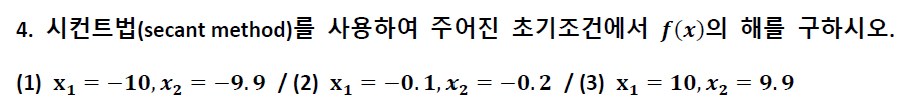 4. 시컨트법(secant method)를 사용하여 주어진 초기조건에서 f(x)의 해를 구하시오.
(1) x₁ = −10, x₂ = −9.9 / (2) x₁ = −0.1, x₂ = −0.2 / (3) x₁ = 10, x₂ = 9.9